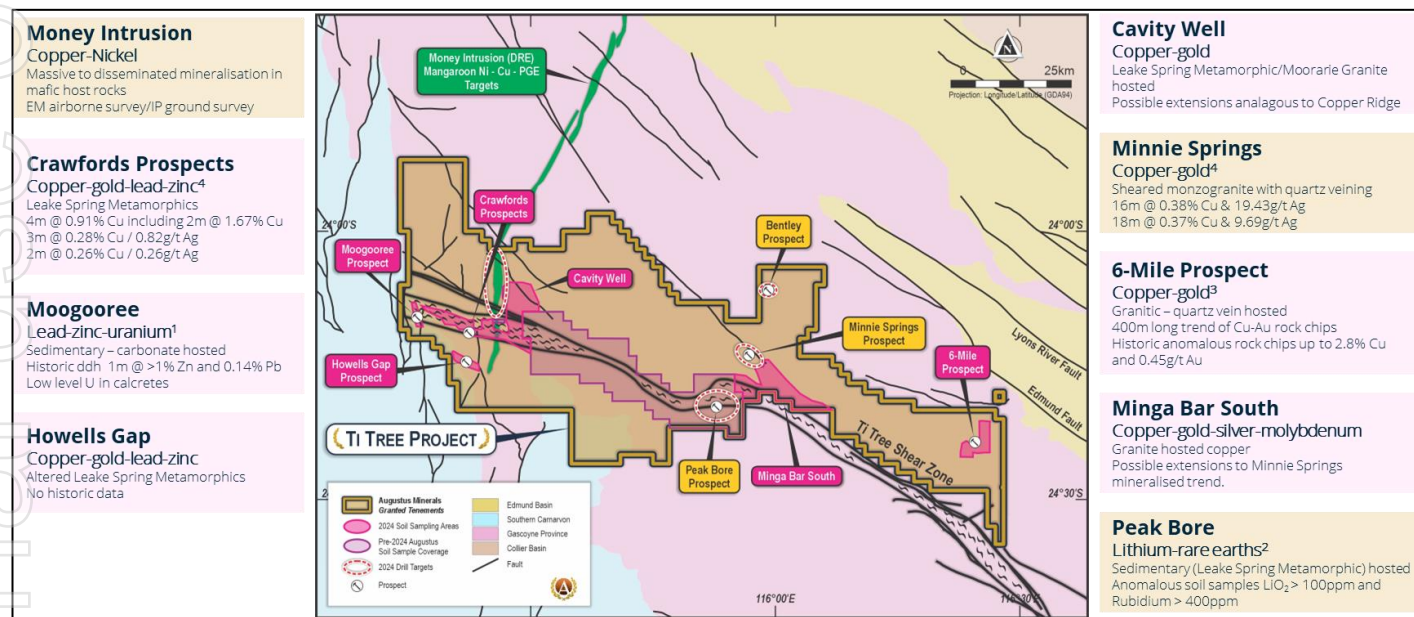 Money Intrusion
Copper-Nickel
Massive to disseminated mineralisation in
mafic host rocks
EM airborne survey/IP ground survey
Crawfords Prospects
Copper-gold-lead-zinc⁴
Leake Spring Metamorphics
4m @ 0.91% Cu including 2m @ 1.67% Cu
3m @ 0.28% Cu / 0.82g/t Ag
2m @ 0.26% Cu / 0.26g/t Ag
Moogooree
Lead-zinc-uranium¹
Sedimentary – carbonate hosted
Historic ddh 1m @ >1% Zn and 0.14% Pb
Low level U in calcretes
Howells Gap
Copper-gold-lead-zinc
Altered Leake Spring Metamorphics
No historic data
Money Intrusion (DRE)
Mangaroon Ni - Cu - PGE
Targets
N
0 25km
Projection: Longitude/Latitude (GDA94)
24°00'S
24°00'S
Crawfords
Prospects
Bentley
Prospect
Moogooree
Prospect
Cavity Well
Minnie Springs
Prospect
Lyons River Fault
Howells Gap
Prospect
6-Mile
Prospect
Edmund Fault
TI TREE PROJECT
Ti Tree Shear Zone
Peak Bore
Prospect
Minga Bar South
24°30'S
116°00'E
Augustus Minerals
Granted Tenements
2024 Soil Sampling Areas
Pre-2024 Augustus
Soil Sample Coverage
2024 Drill Targets
Prospect
Edmund Basin
Southern Carnarvon
Gascoyne Province
Collier Basin
Fault
Cavity Well
Copper-gold
Leake Spring Metamorphic/Moorarie Granite
hosted
Possible extensions analagous to Copper Ridge
Minnie Springs
Copper-gold⁴
Sheared monzogranite with quartz veining
16m @ 0.38% Cu & 19.43g/t Ag
18m @ 0.37% Cu & 9.69g/t Ag
6-Mile Prospect
Copper-gold³
Granitic – quartz vein hosted
400m long trend of Cu-Au rock chips
Historic anomalous rock chips up to 2.8% Cu
and 0.45g/t Au
Minga Bar South
Copper-gold-silver-molybdenum
Granite hosted copper
Possible extensions to Minnie Springs
mineralised trend.
Peak Bore
Lithium-rare earths²
Sedimentary (Leake Spring Metamorphic) hosted
Anomalous soil samples LiO₂ > 100ppm and
Rubidium > 400ppm